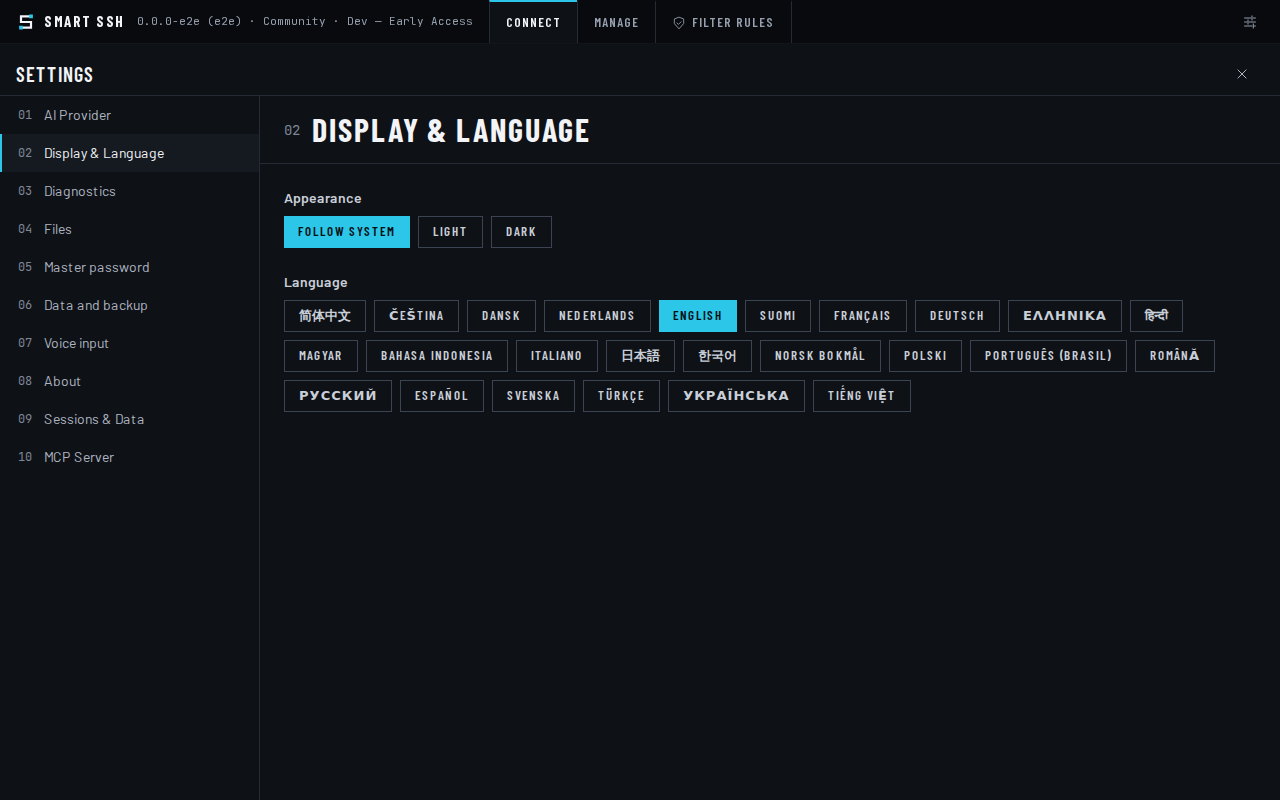 SMART SSH 0.0.0-e2e (e2e) · Community · Dev — Early Access CONNECT MANAGE FILTER RULES
SETTINGS
01 AI Provider
02 Display & Language
03 Diagnostics
04 Files
05 Master password
06 Data and backup
07 Voice input
08 About
09 Sessions & Data
10 MCP Server
02 DISPLAY & LANGUAGE
Appearance
FOLLOW SYSTEM LIGHT DARK
Language
简体中文 ČEŠTINA DANSK NEDERLANDS ENGLISH SUOMI FRANÇAIS DEUTSCH ΕΛΛΗΝΙΚΑ हिन्दी
MAGYAR BAHASA INDONESIA ITALIANO 日本語 한국어 NORSK BOKMÅL POLSKI PORTUGUÊS (BRASIL) ROMÂNĂ
РУССКИЙ ESPAÑOL SVENSKA TÜRKÇE УКРАЇНСЬКА TIẾNG VIỆT